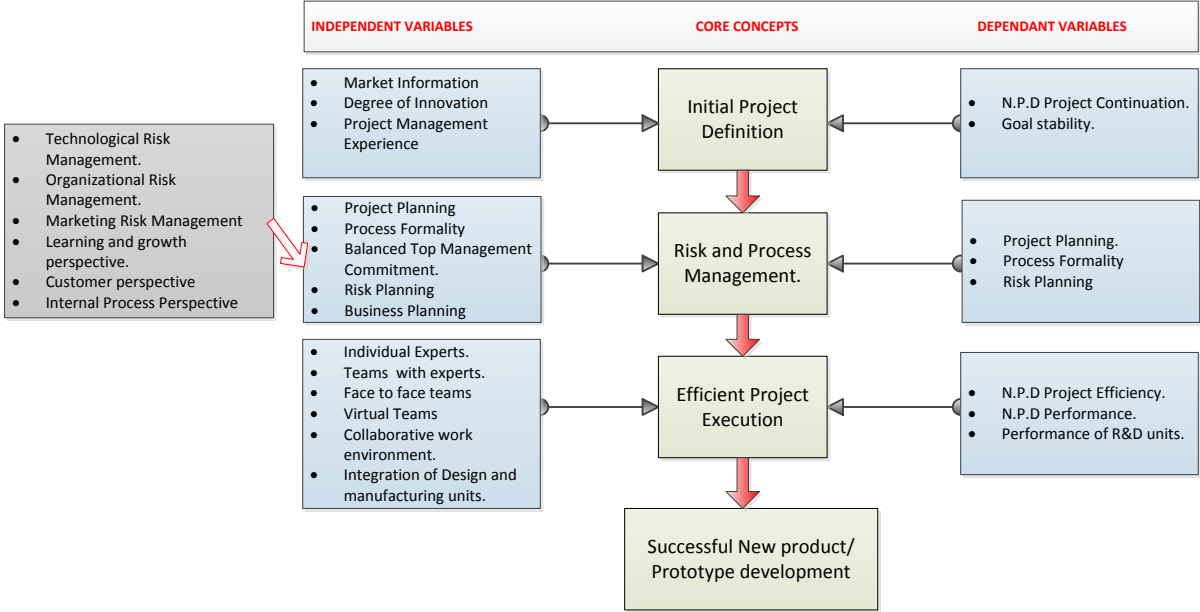 INDEPENDENT VARIABLES
CORE CONCEPTS
DEPENDANT VARIABLES
• Market Information
• Degree of Innovation
• Project Management
Experience
Initial Project
Definition
• N.P.D Project Continuation.
• Goal stability.
• Technological Risk
Management.
• Organizational Risk
Management.
• Marketing Risk Management
• Learning and growth
perspective.
• Customer perspective
• Internal Process Perspective
• Project Planning
• Process Formality
• Balanced Top Management
Commitment.
• Risk Planning
• Business Planning
Risk and Process
Management.
• Project Planning.
• Process Formality
• Risk Planning
• Individual Experts.
• Teams with experts.
• Face to face teams
• Virtual Teams
• Collaborative work
environment.
• Integration of Design and
manufacturing units.
Efficient Project
Execution
• N.P.D Project Efficiency.
• N.P.D Performance.
• Performance of R&D units.
Successful New product/
Prototype development